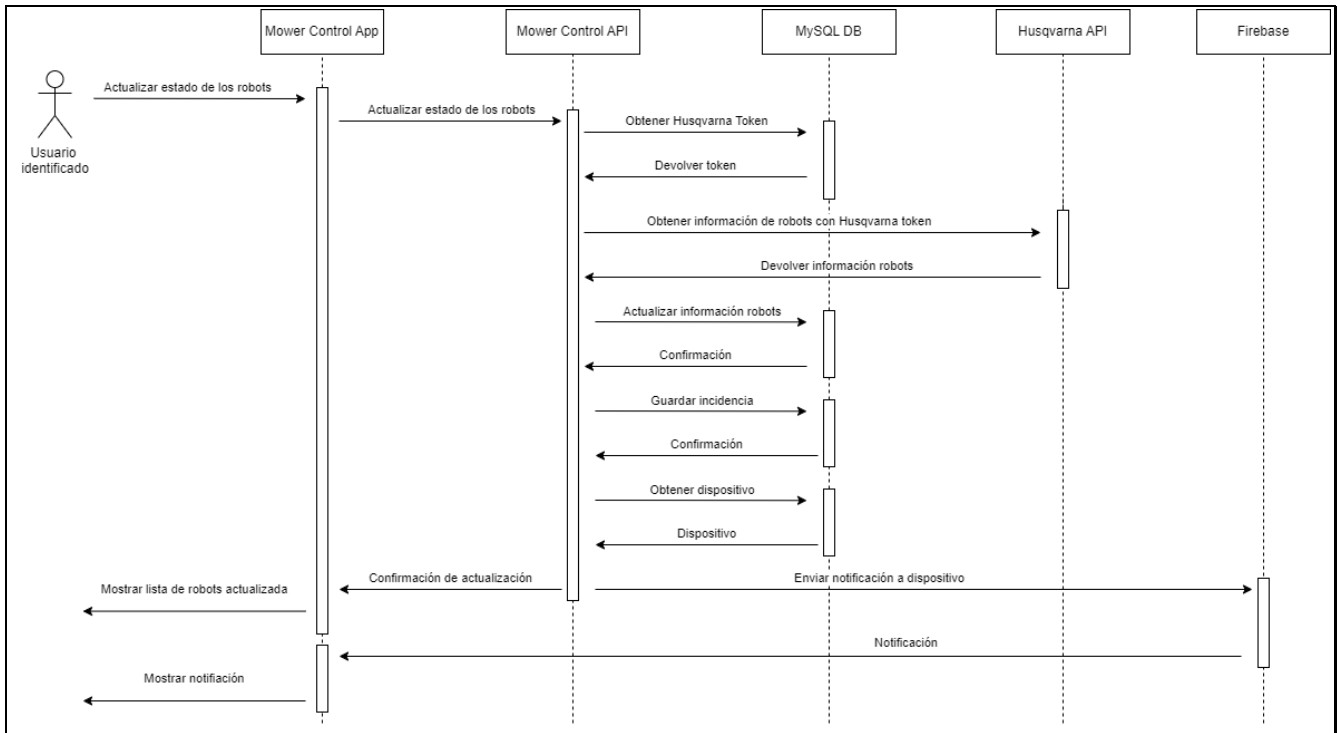 Mower Control App
Mower Control API
MySQL DB
Husqvarna API
Firebase
Actualizar estado de los robots
Actualizar estado de los robots
Obtener Husqvarna Token
Usuario
identificado
Devolver token
Obtener información de robots con Husqvarna token
Devolver información robots
Actualizar información robots
Confirmación
Guardar incidencia
Confirmación
Obtener dispositivo
Dispositivo
Confirmación de actualización
Enviar notificación a dispositivo
Mostrar lista de robots actualizada
Notificación
Mostrar notifiación